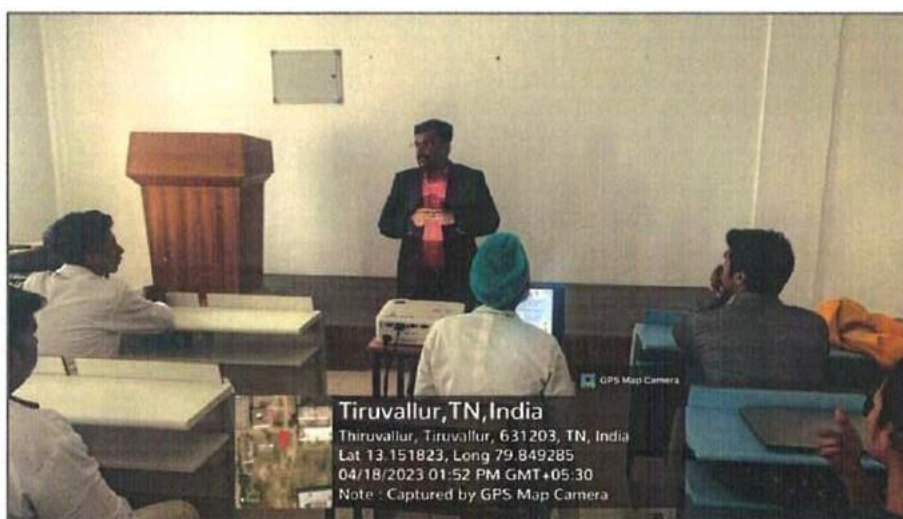 GPS Map Camera
Tiruvallur,TN,India
Thiruvallur, Tiruvallur, 631203, TN, India
Lat 13.151823, Long 79.849285
04/18/2023 01:52 PM GMT+05:30
Note : Captured by GPS Map Camera